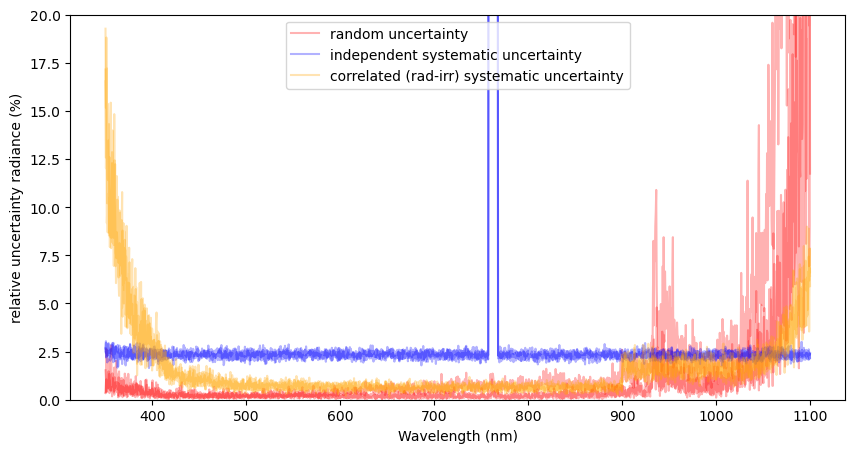 random uncertainty
independent systematic uncertainty
correlated (rad-irr) systematic uncertainty
relative uncertainty radiance (%)
20.0
17.5
15.0
12.5
10.0
7.5
5.0
2.5
0.0
400 500 600 700 800 900 1000 1100
Wavelength (nm)